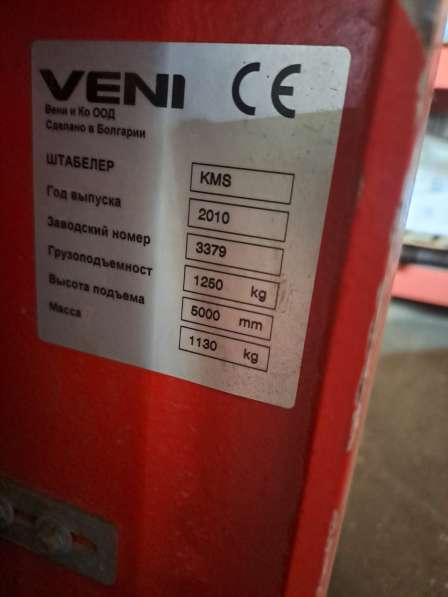 VENI CE
Вени и Ко ООД
Сделано в Болгарии
ШТАБЕЛЕР KMS
Год выпуска 2010
Заводский номер 3379
Грузоподъемност 1250 kg
Высота подъема 5000 mm
Масса 1130 kg